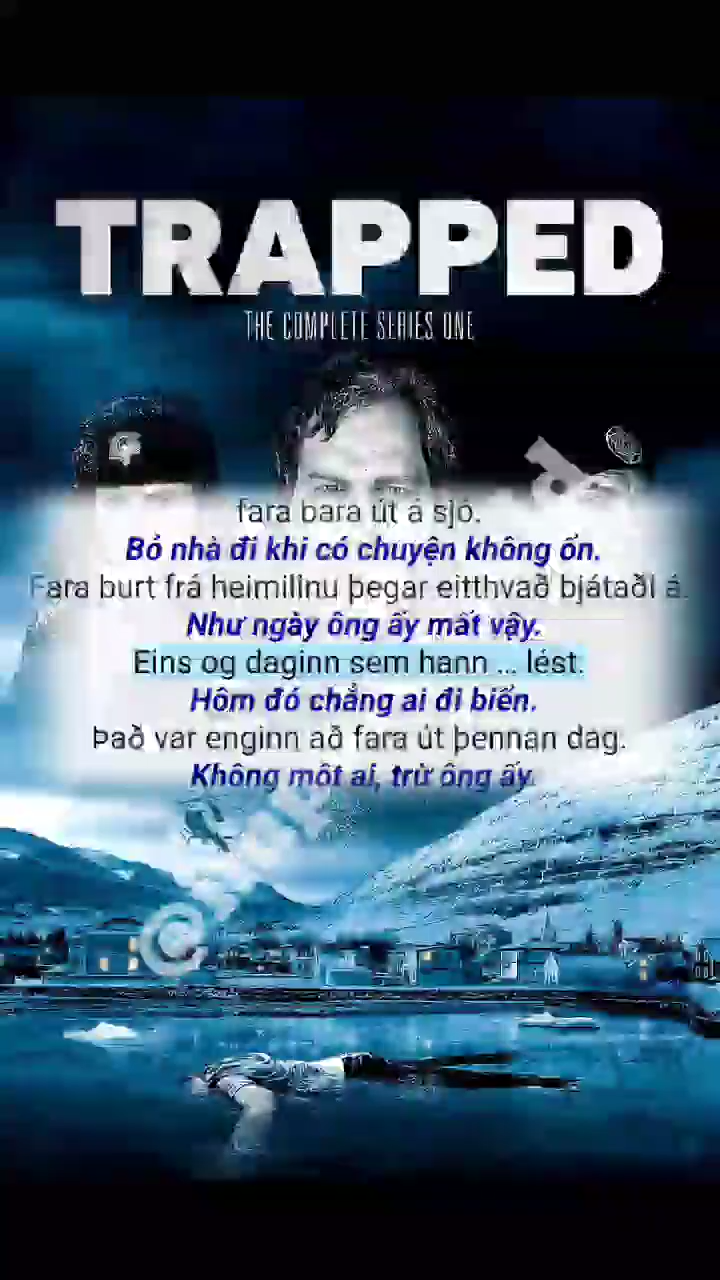 TRAPPED
THE COMPLETE SERIES ONE
fara bara út á sjó.
Bỏ nhà đi khi có chuyện không ổn.
Fara burt frá heimilinu þegar eitthvað bjátaði á.
Như ngày ông ấy mất vậy.
Eins og daginn sem hann ... lést.
Hôm đó chẳng ai đi biển.
Það var enginn að fara út þennan dag.
Không một ai, trừ ông ấy.